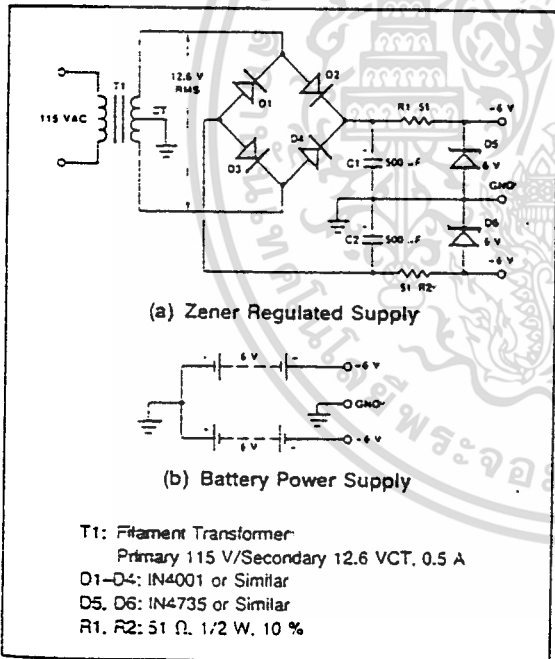 T1
12.6 V
RMS
D2
D1
115 VAC
CT
D3
D4
R1 51
-6 V
C1
500 µF
D5
6 V
GND
C2
500 µF
D6
6 V
51 R2
-6 V
(a) Zener Regulated Supply
6 V
-6 V
GND
6 V
-6 V
(b) Battery Power Supply
T1: Filament Transformer
Primary 115 V/Secondary 12.6 VCT, 0.5 A
D1-D4: IN4001 or Similar
D5, D6: IN4735 or Similar
R1, R2: 51 Ω, 1/2 W, 10 %